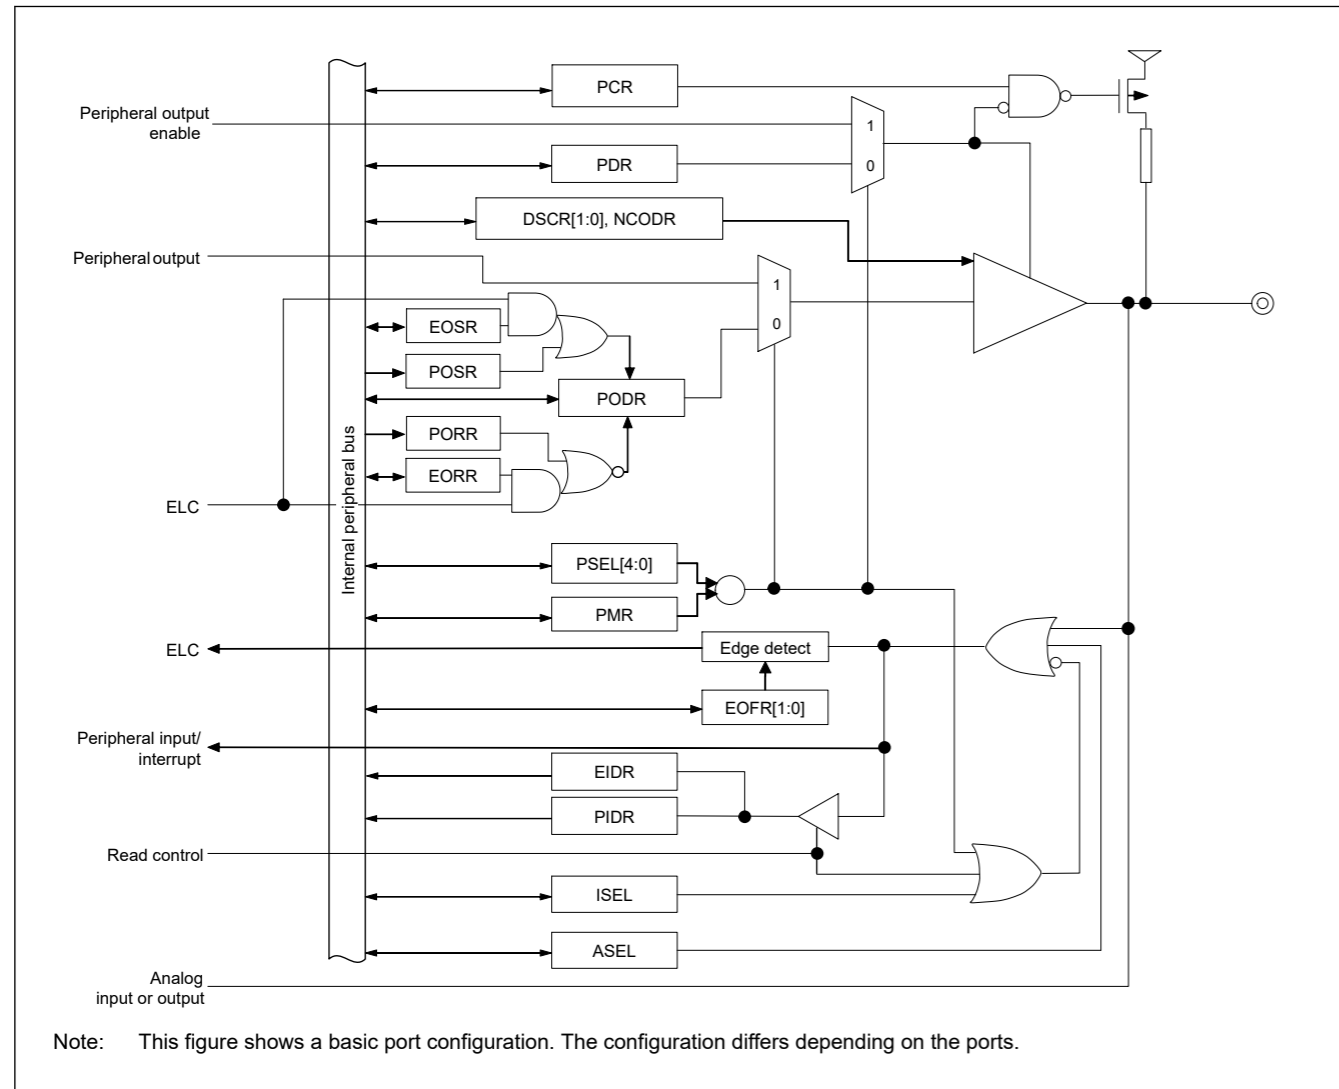 PCR
Peripheral output
enable
1
0
PDR
DSCR[1:0], NCODR
Peripheral output
1
0
EOSR
POSR
PODR
PORR
EORR
Internal peripheral bus
ELC
PSEL[4:0]
PMR
ELC
Edge detect
EOFR[1:0]
Peripheral input/
interrupt
EIDR
PIDR
Read control
ISEL
ASEL
Analog
input or output
Note: This figure shows a basic port configuration. The configuration differs depending on the ports.